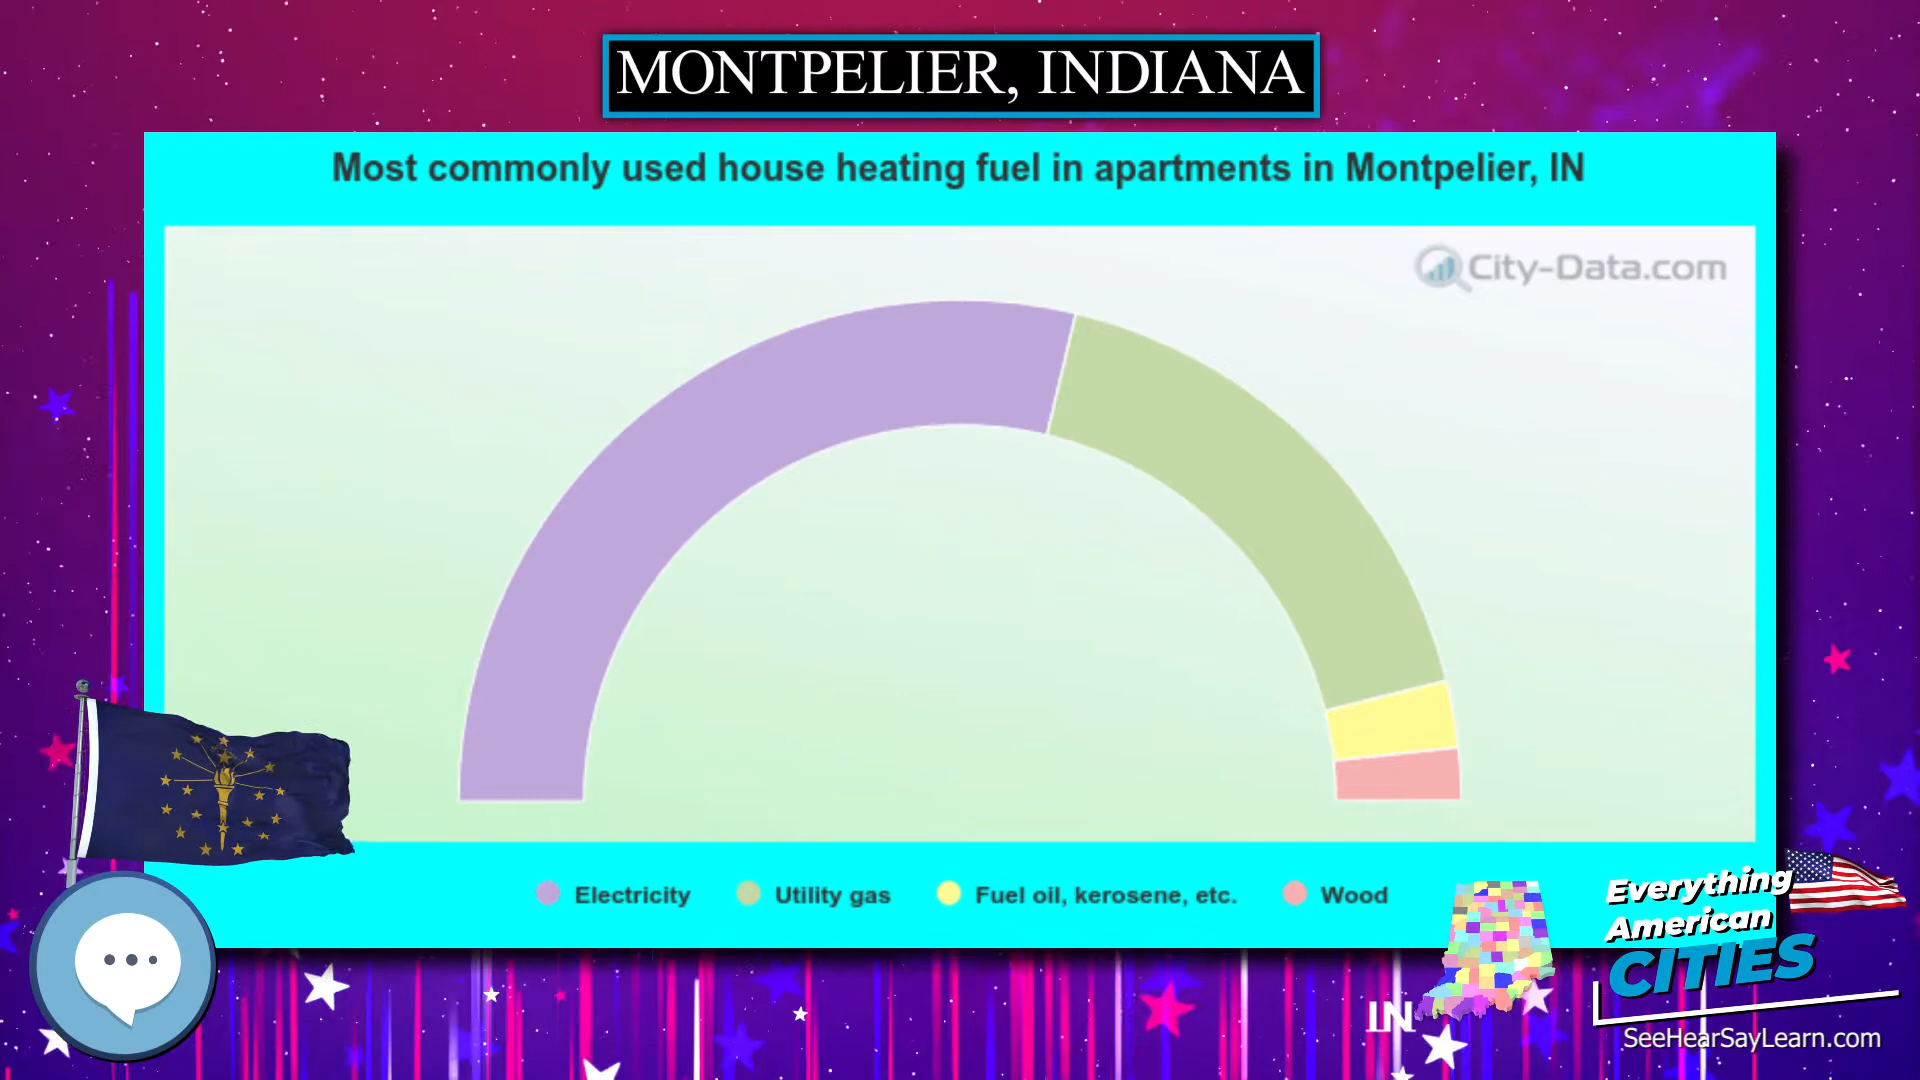 MONTPELIER, INDIANA
Most commonly used house heating fuel in apartments in Montpelier, IN
City-Data.com
Electricity
Utility gas
Fuel oil, kerosene, etc.
Wood
IN
Everything
American
CITIES
SeeHearSayLearn.com